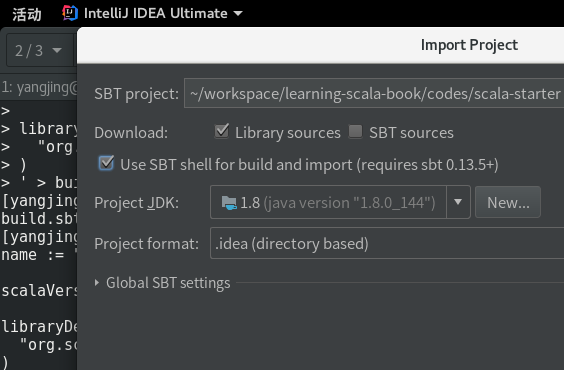 活动 IntelliJ IDEA Ultimate
2 / 3
Import Project
1: yangjing@
SBT project: ~/workspace/learning-scala-book/codes/scala-starter
>
> library
Download: Library sources SBT sources
> "org.
> )
Use SBT shell for build and import (requires sbt 0.13.5+)
> ' > bui
[yangjing
Project JDK: 1.8 (java version "1.8.0_144") New...
build.sbt
[yangjing
Project format: .idea (directory based)
name := "
Global SBT settings
scalaVers
libraryDe
"org.sc
)